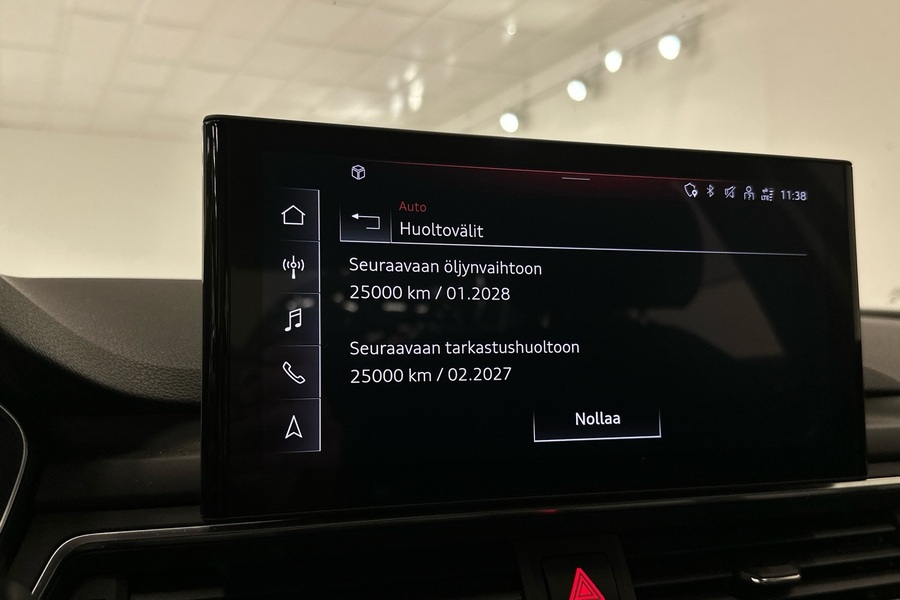 11:38
Auto
Huoltovälit
Seuraavaan öljynvaihtoon
25000 km / 01.2028
Seuraavaan tarkastushuoltoon
25000 km / 02.2027
Nollaa